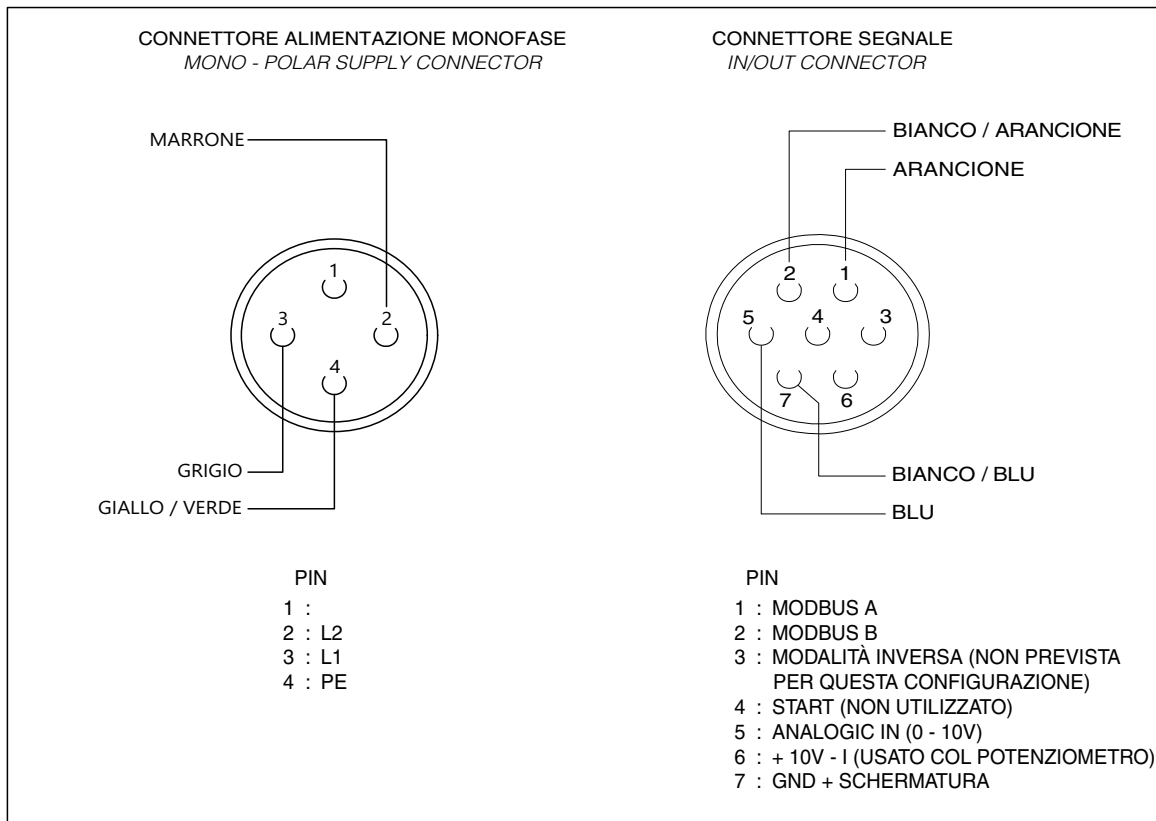 CONNETTORE ALIMENTAZIONE MONOFASE
MONO - POLAR SUPPLY CONNECTOR
MARRONE
1
3
2
4
GRIGIO
GIALLO / VERDE
PIN
1 :
2 : L2
3 : L1
4 : PE
CONNETTORE SEGNALE
IN/OUT CONNECTOR
BIANCO / ARANCIONE
ARANCIONE
2
1
5
4
3
7
6
BIANCO / BLU
BLU
PIN
1 : MODBUS A
2 : MODBUS B
3 : MODALITÀ INVERSA (NON PREVISTA
PER QUESTA CONFIGURAZIONE)
4 : START (NON UTILIZZATO)
5 : ANALOGIC IN (0 - 10V)
6 : + 10V - I (USATO COL POTENZIOMETRO)
7 : GND + SCHERMATURA